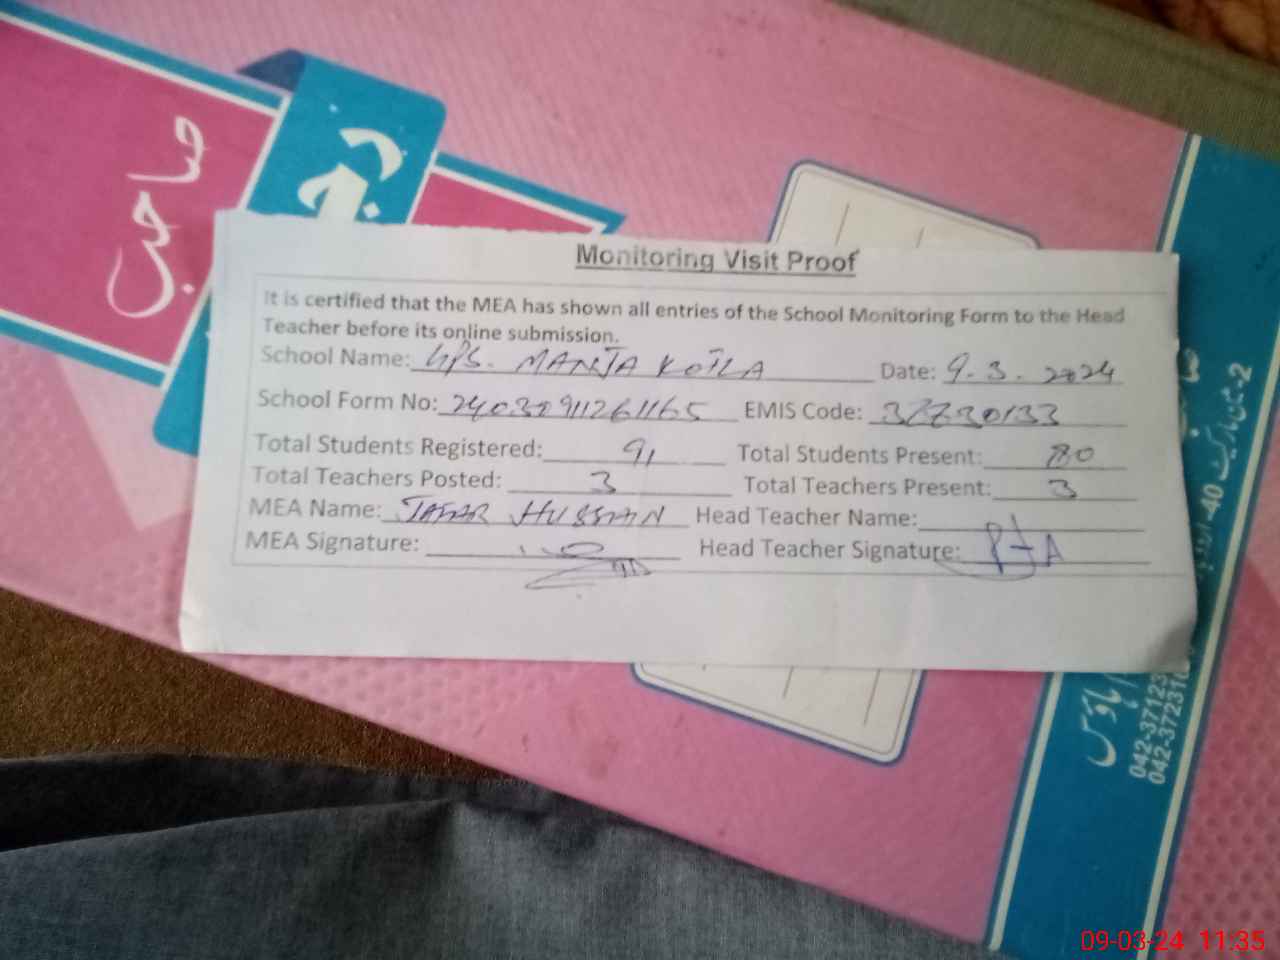 صاحب
Monitoring Visit Proof
It is certified that the MEA has shown all entries of the School Monitoring Form to the Head
Teacher before its online submission.
School Name: GPS. MANJA KOTLA Date: 9.3.2024
School Form No: EMIS Code: 37730133
Total Students Registered: 91 Total Students Present: 80
Total Teachers Posted: 3 Total Teachers Present: 3
MEA Name: JAFAR HUSSAIN Head Teacher Name:
MEA Signature: Head Teacher Signature:
042-37123
042-37231
09-03-24 11:35